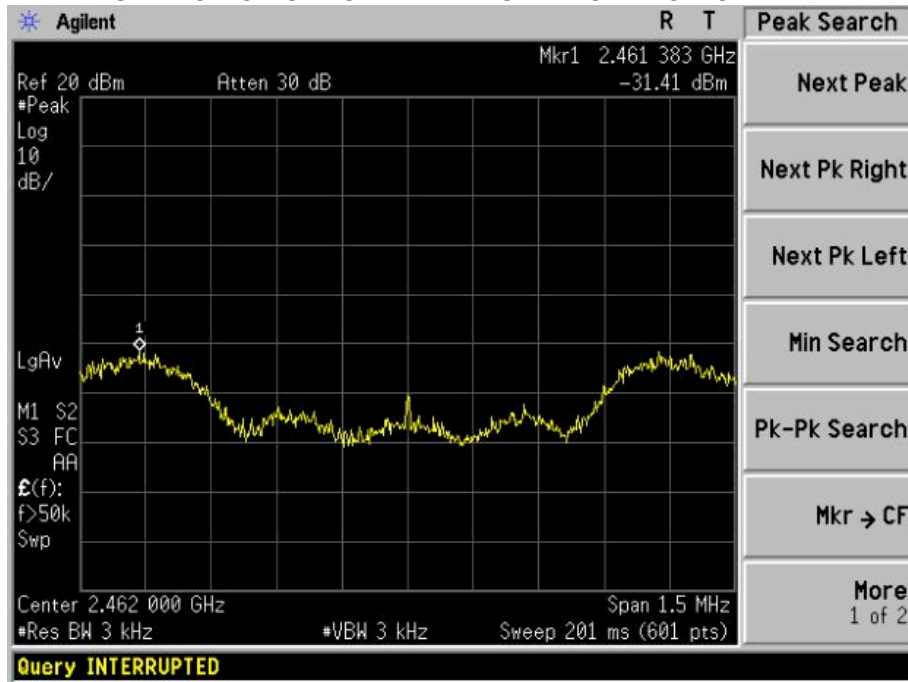 Agilent R T Peak Search
Mkr1 2.461 383 GHz
Ref 20 dBm Atten 30 dB -31.41 dBm
#Peak
Log
10
dB/
1
LgAv
M1 S2
S3 FC
AA
£(f):
f>50k
Swp
Center 2.462 000 GHz Span 1.5 MHz
#Res BW 3 kHz #VBW 3 kHz Sweep 201 ms (601 pts)
Query INTERRUPTED
Next Peak
Next Pk Right
Next Pk Left
Min Search
Pk-Pk Search
Mkr → CF
More
1 of 2